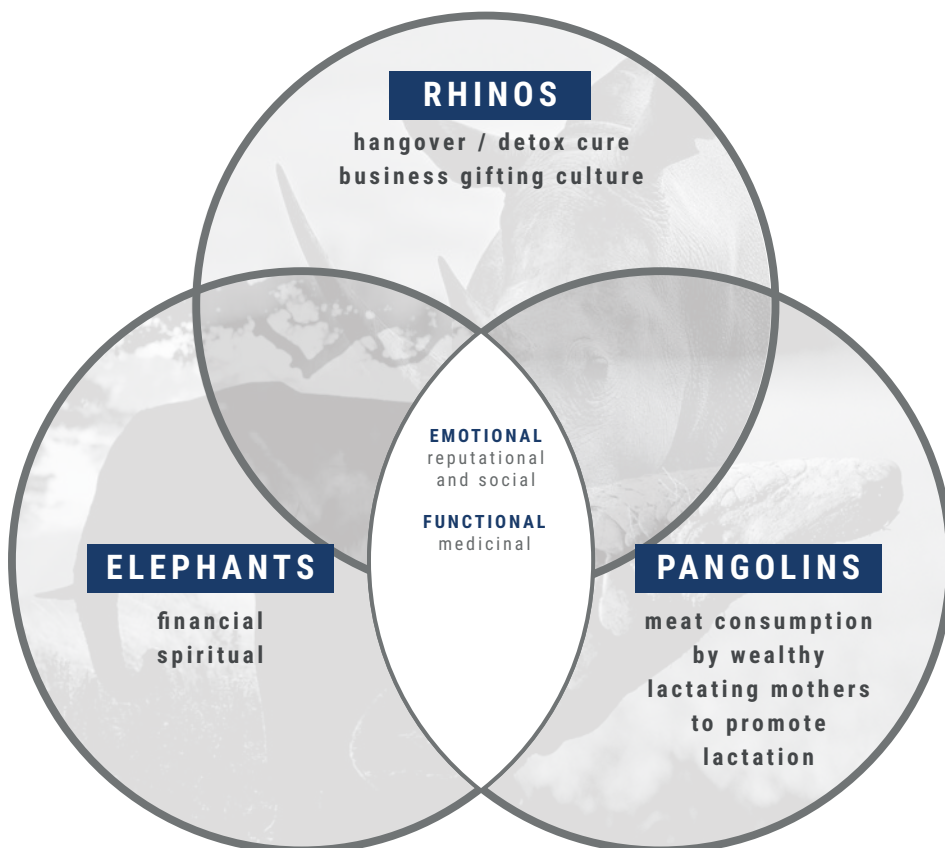 RHINOS
hangover / detox cure
business gifting culture
EMOTIONAL
reputational
and social
FUNCTIONAL
medicinal
ELEPHANTS
financial
spiritual
PANGOLINS
meat consumption
by wealthy
lactating mothers
to promote
lactation